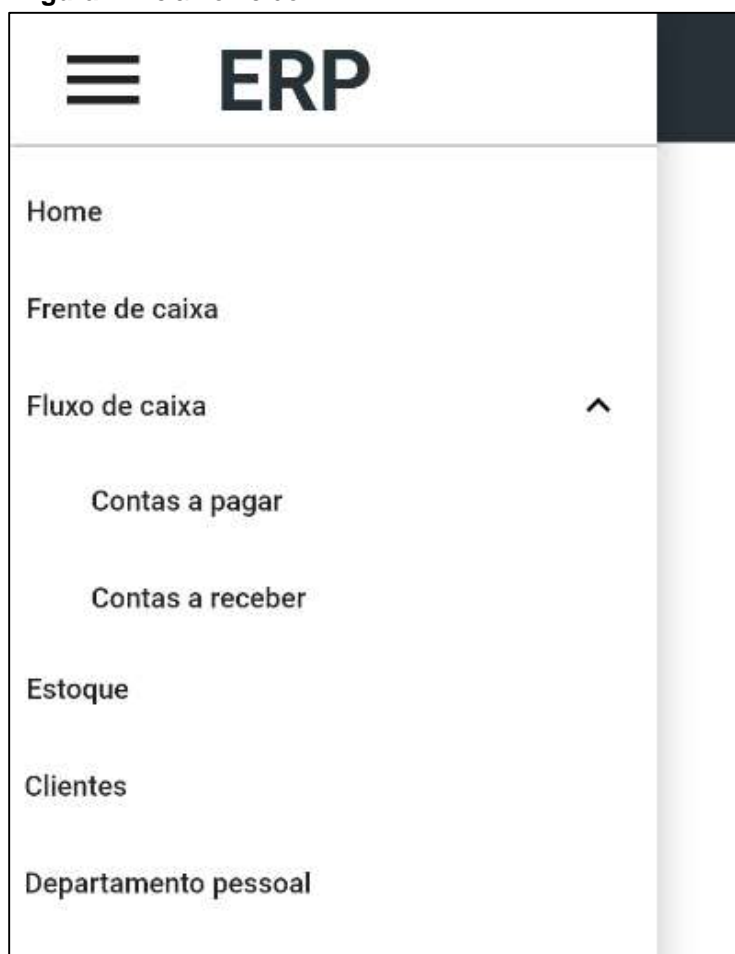 ERP
Home
Frente de caixa
Fluxo de caixa
Contas a pagar
Contas a receber
Estoque
Clientes
Departamento pessoal